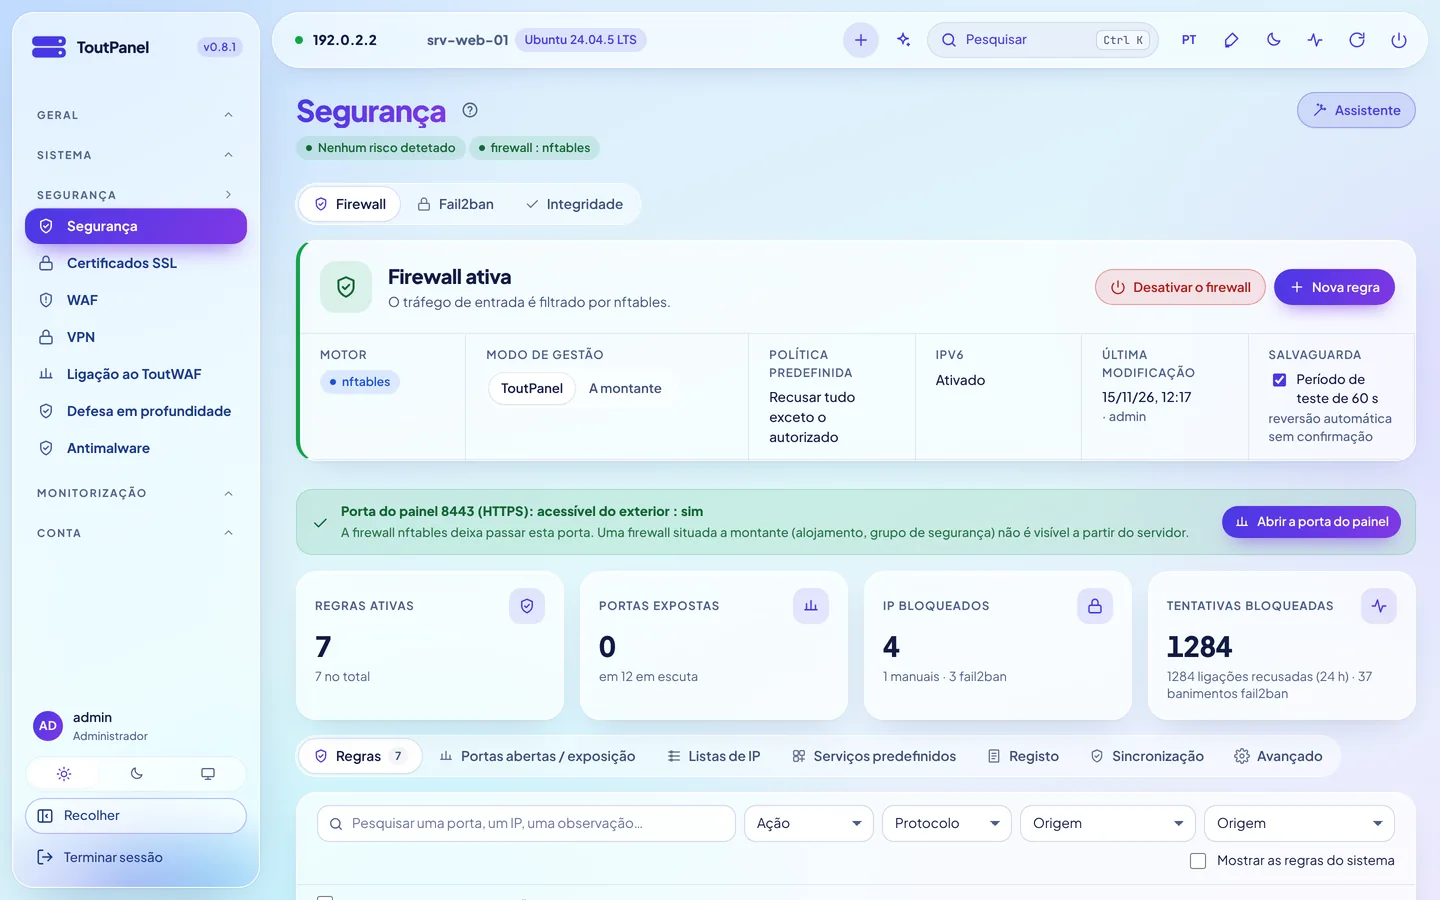 ToutPanel
v0.8.1
GERAL
SISTEMA
SEGURANÇA
Segurança
Certificados SSL
WAF
VPN
Ligação ao ToutWAF
Defesa em profundidade
Antimalware
MONITORIZAÇÃO
CONTA
AD
admin
Administrador
Recolher
Terminar sessão
192.0.2.2
srv-web-01
Ubuntu 24.04.5 LTS
Pesquisar
Ctrl K
PT
Segurança
Assistente
Nenhum risco detetado
firewall : nftables
Firewall
Fail2ban
Integridade
Firewall ativa
O tráfego de entrada é filtrado por nftables.
Desativar o firewall
Nova regra
MOTOR
nftables
MODO DE GESTÃO
ToutPanel
A montante
POLÍTICA
PREDEFINIDA
Recusar tudo
exceto o
autorizado
IPV6
Ativado
ÚLTIMA
MODIFICAÇÃO
15/11/26, 12:17
· admin
SALVAGUARDA
Período de
teste de 60 s
reversão automática
sem confirmação
Porta do painel 8443 (HTTPS): acessível do exterior : sim
A firewall nftables deixa passar esta porta. Uma firewall situada a montante (alojamento, grupo de segurança) não é visível a partir do servidor.
Abrir a porta do painel
REGRAS ATIVAS
7
7 no total
PORTAS EXPOSTAS
0
em 12 em escuta
IP BLOQUEADOS
4
1 manuais · 3 fail2ban
TENTATIVAS BLOQUEADAS
1284
1284 ligações recusadas (24 h) · 37
banimentos fail2ban
Regras 7
Portas abertas / exposição
Listas de IP
Serviços predefinidos
Registo
Sincronização
Avançado
Pesquisar uma porta, um IP, uma observação...
Ação
Protocolo
Origem
Origem
Mostrar as regras do sistema